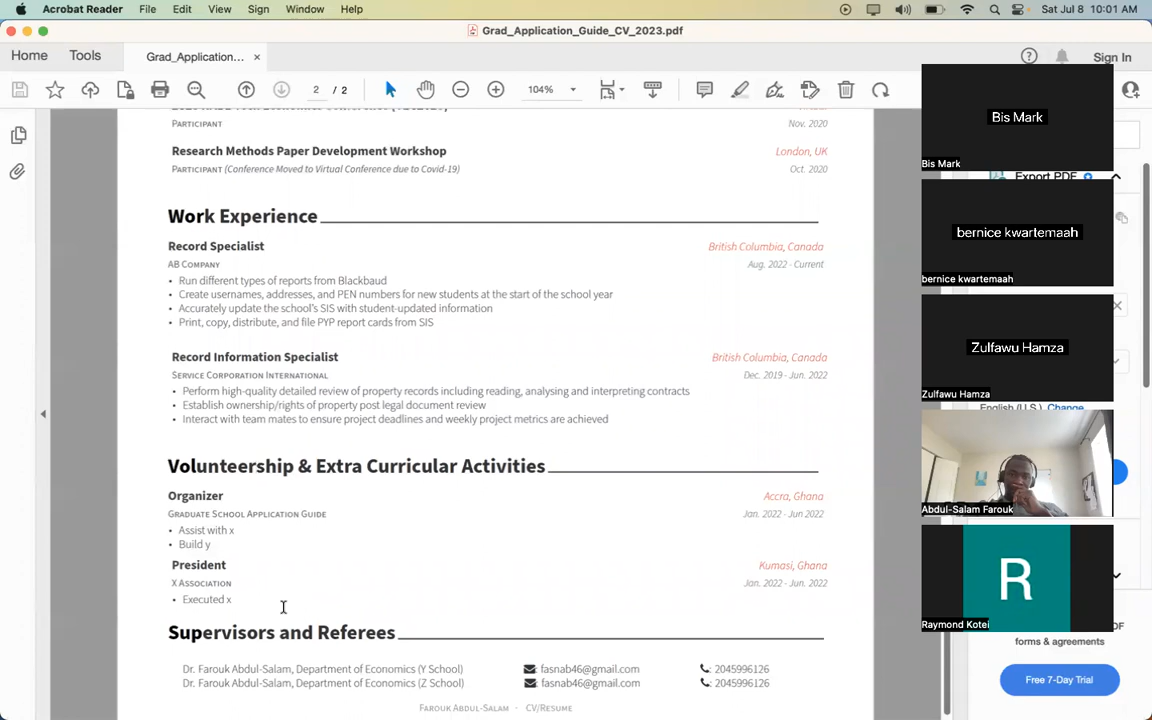 Acrobat Reader File Edit View Sign Window Help Sat Jul 8 10:01 AM
Grad_Application_Guide_CV_2023.pdf
Home Tools Grad_Application... × Sign In
2 / 2 104%
PARTICIPANT Nov. 2020
Research Methods Paper Development Workshop London, UK
PARTICIPANT (Conference Moved to Virtual Conference due to Covid-19) Oct. 2020
Work Experience
Record Specialist British Columbia, Canada
AB COMPANY Aug. 2022 - Current
• Run different types of reports from Blackbaud
• Create usernames, addresses, and PEN numbers for new students at the start of the school year
• Accurately update the school's SIS with student-updated information
• Print, copy, distribute, and file PYP report cards from SIS
Record Information Specialist British Columbia, Canada
SERVICE CORPORATION INTERNATIONAL Dec. 2019 - Jun. 2022
• Perform high-quality detailed review of property records including reading, analysing and interpreting contracts
• Establish ownership/rights of property post legal document review
• Interact with team mates to ensure project deadlines and weekly project metrics are achieved
Volunteership & Extra Curricular Activities
Organizer Accra, Ghana
GRADUATE SCHOOL APPLICATION GUIDE Jan. 2022 - Jun 2022
• Assist with x
• Build y
President Kumasi, Ghana
X ASSOCIATION Jan. 2022 - Jun. 2022
• Executed x
Supervisors and Referees
Dr. Farouk Abdul-Salam, Department of Economics (Y School) fasnab46@gmail.com : 2045996126
Dr. Farouk Abdul-Salam, Department of Economics (Z School) : fasnab46@gmail.com : 2045996126
FAROUK ABDUL-SALAM · CV/RESUME
Bis Mark
Bis Mark
Export PDF
bernice kwartemaah
bernice kwartemaah
Zulfawu Hamza
Zulfawu Hamza
English (U.S.) Change
Abdul-Salam Farouk
R
Raymond Kotei
forms & agreements
Free 7-Day Trial